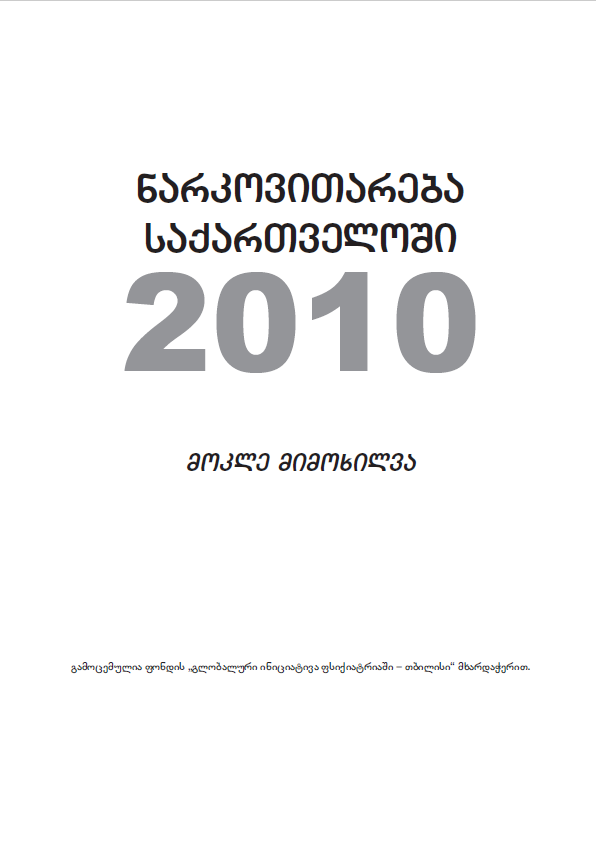 ნარკოვითარება
საქართველოში
2010
მოკლე მიმოხილვა
გამოცემულია ფონდის „გლობალური ინიციატივა ფსიქიატრიაში – თბილისი“ მხარდაჭერით.